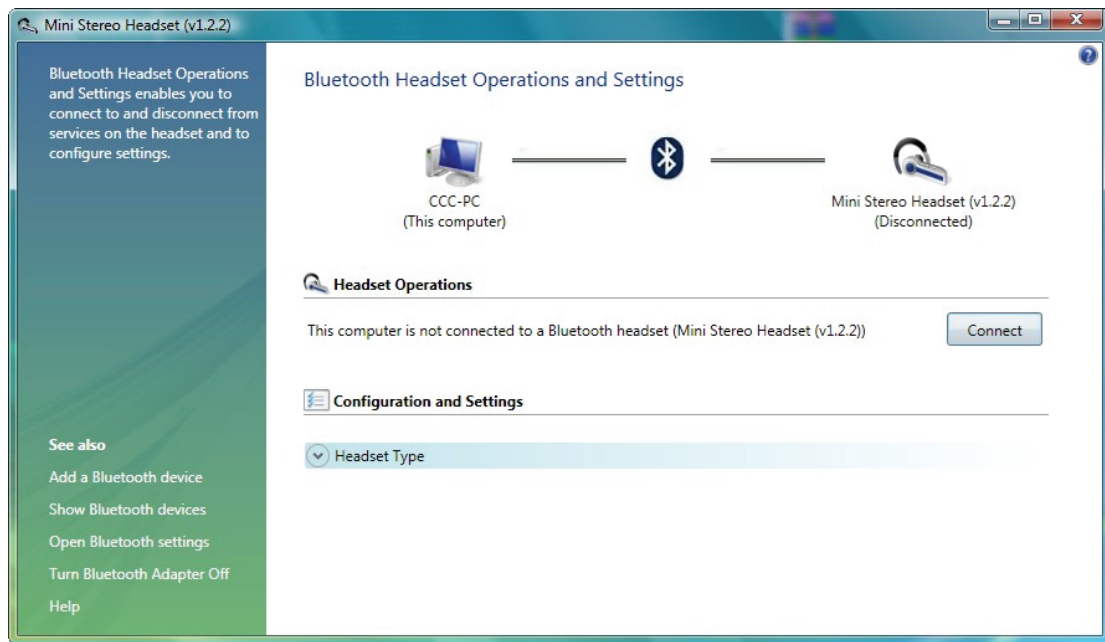 Mini Stereo Headset (v1.2.2)
Bluetooth Headset Operations
and Settings enables you to
connect to and disconnect from
services on the headset and to
configure settings.
Bluetooth Headset Operations and Settings
CCC-PC
(This computer)
Mini Stereo Headset (v1.2.2)
(Disconnected)
Headset Operations
This computer is not connected to a Bluetooth headset (Mini Stereo Headset (v1.2.2))
Connect
Configuration and Settings
Headset Type
See also
Add a Bluetooth device
Show Bluetooth devices
Open Bluetooth settings
Turn Bluetooth Adapter Off
Help